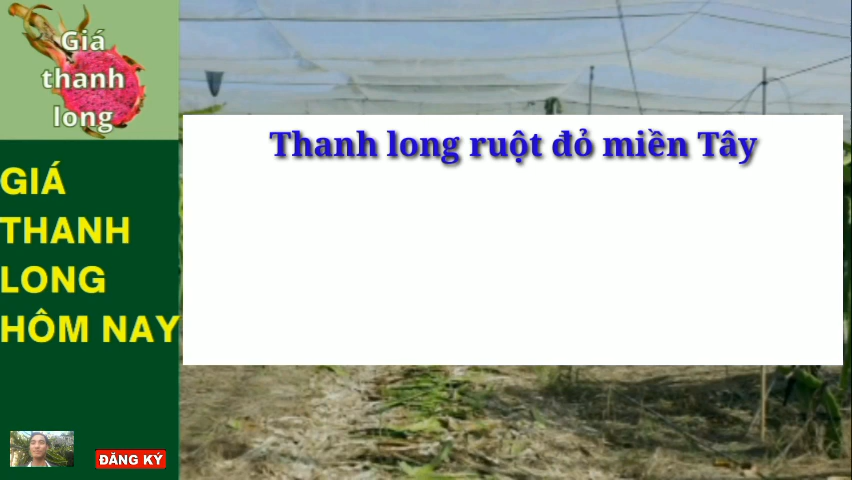 Giá
thanh
long
GIÁ
THANH
LONG
HÔM NAY
ĐĂNG KÝ
Thanh long ruột đỏ miền Tây